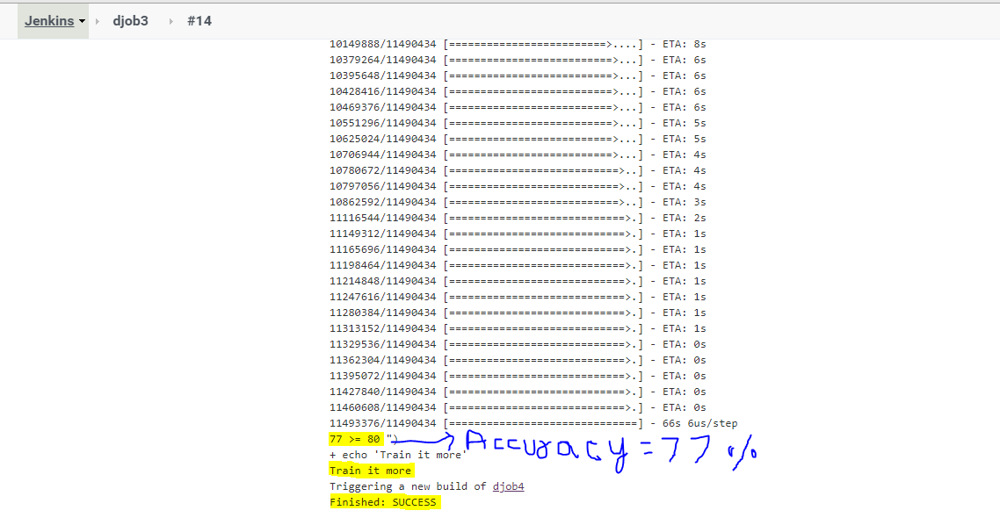 Jenkins djob3 #14
10149888/11490434 [=========================>....] - ETA: 8s
10379264/11490434 [==========================>...] - ETA: 6s
10395648/11490434 [==========================>...] - ETA: 6s
10428416/11490434 [==========================>...] - ETA: 6s
10469376/11490434 [==========================>...] - ETA: 6s
10551296/11490434 [==========================>...] - ETA: 5s
10625024/11490434 [==========================>...] - ETA: 5s
10706944/11490434 [==========================>...] - ETA: 4s
10780672/11490434 [===========================>..] - ETA: 4s
10797056/11490434 [===========================>..] - ETA: 4s
10862592/11490434 [===========================>..] - ETA: 3s
11116544/11490434 [============================>.] - ETA: 2s
11149312/11490434 [============================>.] - ETA: 1s
11165696/11490434 [============================>.] - ETA: 1s
11198464/11490434 [============================>.] - ETA: 1s
11214848/11490434 [============================>.] - ETA: 1s
11247616/11490434 [============================>.] - ETA: 1s
11280384/11490434 [============================>.] - ETA: 1s
11313152/11490434 [============================>.] - ETA: 1s
11329536/11490434 [============================>.] - ETA: 0s
11362304/11490434 [============================>.] - ETA: 0s
11395072/11490434 [============================>.] - ETA: 0s
11427840/11490434 [============================>.] - ETA: 0s
11460608/11490434 [============================>.] - ETA: 0s
11493376/11490434 [==============================] - 66s 6us/step
77 >= 80 ") Accuracy = 77 %
+ echo 'Train it more'
Train it more
Triggering a new build of djob4
Finished: SUCCESS